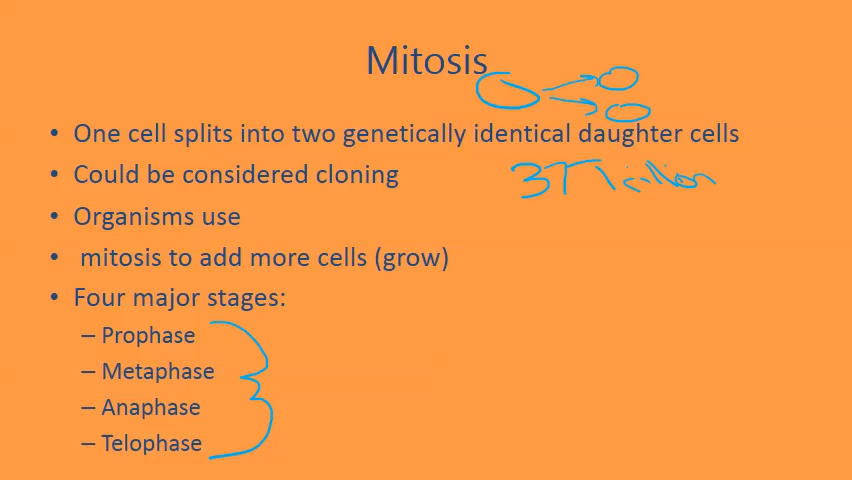 Mitosis
• One cell splits into two genetically identical daughter cells
• Could be considered cloning
37 Trillion
• Organisms use
• mitosis to add more cells (grow)
• Four major stages:
– Prophase
– Metaphase
– Anaphase
– Telophase